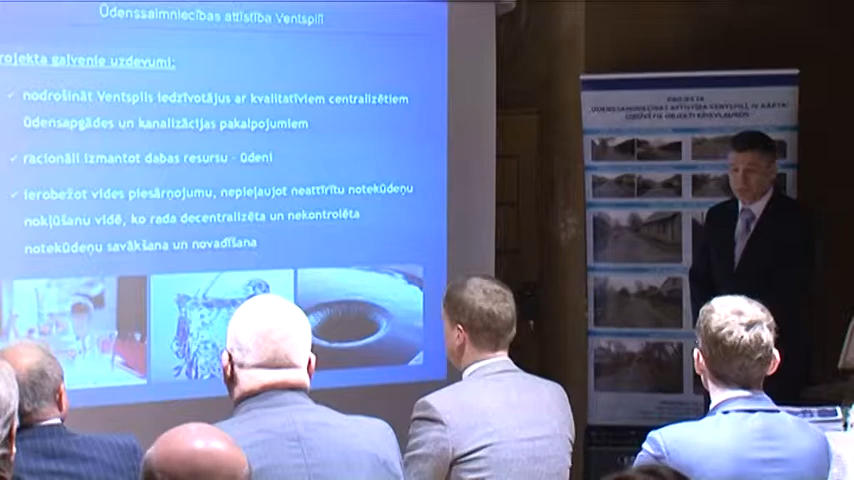 Ūdenssaimniecības attīstība Ventspilī
rojekta galvenie uzdevumi:
✓ nodrošināt Ventspils iedzīvotājus ar kvalitatīviem centralizētiem
ūdensapgādes un kanalizācijas pakalpojumiem
✓ racionāli izmantot dabas resursu - ūdeni
✓ ierobežot vides piesārņojumu, nepieļaujot neattīrītu notekūdeņu
nokļūšanu vidē, ko rada decentralizēta un nekontrolēta
notekūdeņu savākšana un novadīšana
PROJEKTA
ŪDENSSAIMNIECĪBAS ATTĪSTĪBA VENTSPILĪ, IV KĀRTA